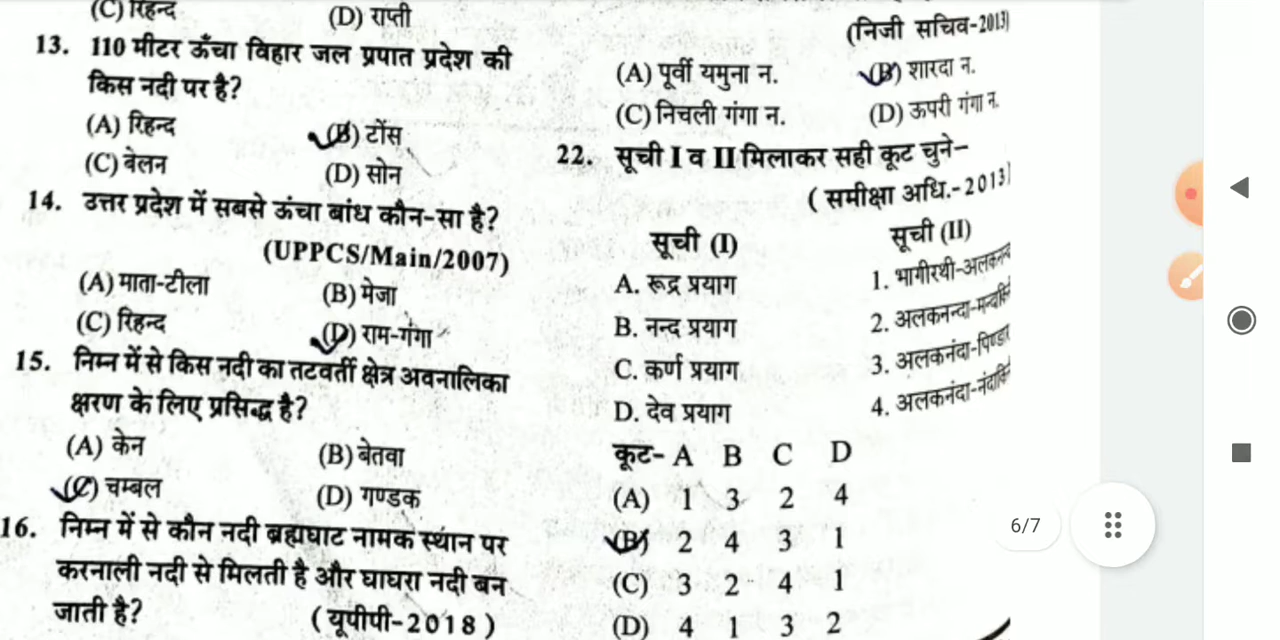 (C) रिहन्द (D) राप्ती
13. 110 मीटर ऊँचा विहार जल प्रपात प्रदेश की
किस नदी पर है?
(A) रिहन्द (B) टोंस
(C) बेलन (D) सोन
14. उत्तर प्रदेश में सबसे ऊंचा बांध कौन-सा है?
(UPPCS/Main/2007)
(A) माता-टीला (B) मेजा
(C) रिहन्द (D) राम-गंगा
15. निम्न में से किस नदी का तटवर्ती क्षेत्र अवनालिका
क्षरण के लिए प्रसिद्ध है?
(A) केन (B) बेतवा
(C) चम्बल (D) गण्डक
16. निम्न में से कौन नदी ब्रह्मघाट नामक स्थान पर
करनाली नदी से मिलती है और घाघरा नदी बन
जाती है? (यूपीपी-2018)
(निजी सचिव-2013)
(A) पूर्वी यमुना न. (B) शारदा न.
(C) निचली गंगा न. (D) ऊपरी गंगा न.
22. सूची I व II मिलाकर सही कूट चुने–
( समीक्षा अधि.-2013)
सूची (I) सूची (II)
A. रूद्र प्रयाग 1. भागीरथी-अलकनन्
B. नन्द प्रयाग 2. अलकनन्दा-मन्दाकि
C. कर्ण प्रयाग 3. अलकनंदा-पिण्डा
D. देव प्रयाग 4. अलकनंदा-नंदाकि
कूट- A B C D
(A) 1 3 2 4
(B) 2 4 3 1
(C) 3 2 4 1
(D) 4 1 3 2
6/7